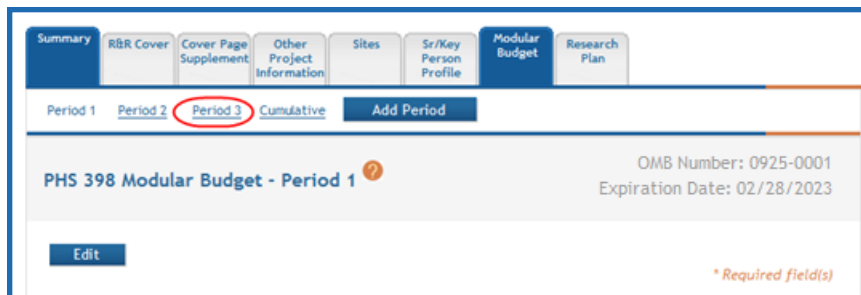 Summary
R&R Cover
Cover Page
Supplement
Other
Project
Information
Sites
Sr/Key
Person
Profile
Modular
Budget
Research
Plan
Period 1 Period 2 Period 3 Cumulative Add Period
PHS 398 Modular Budget - Period 1 ?
OMB Number: 0925-0001
Expiration Date: 02/28/2023
Edit
* Required field(s)